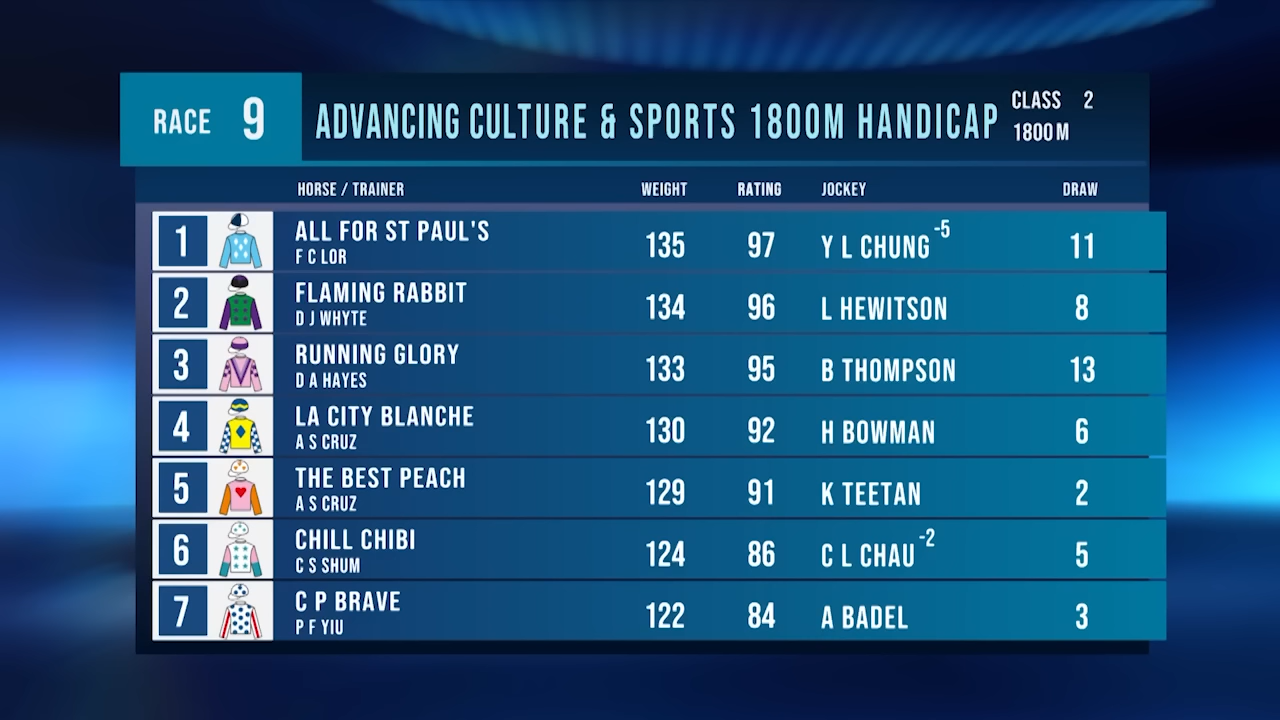 RACE 9
ADVANCING CULTURE & SPORTS 1800M HANDICAP
CLASS 2
1800M
HORSE / TRAINER WEIGHT RATING JOCKEY DRAW
1 ALL FOR ST PAUL'S 135 97 Y L CHUNG -5 11
F C LOR
2 FLAMING RABBIT 134 96 L HEWITSON 8
D J WHYTE
3 RUNNING GLORY 133 95 B THOMPSON 13
D A HAYES
4 LA CITY BLANCHE 130 92 H BOWMAN 6
A S CRUZ
5 THE BEST PEACH 129 91 K TEETAN 2
A S CRUZ
6 CHILL CHIBI 124 86 C L CHAU -2 5
C S SHUM
7 C P BRAVE 122 84 A BADEL 3
P F YIU